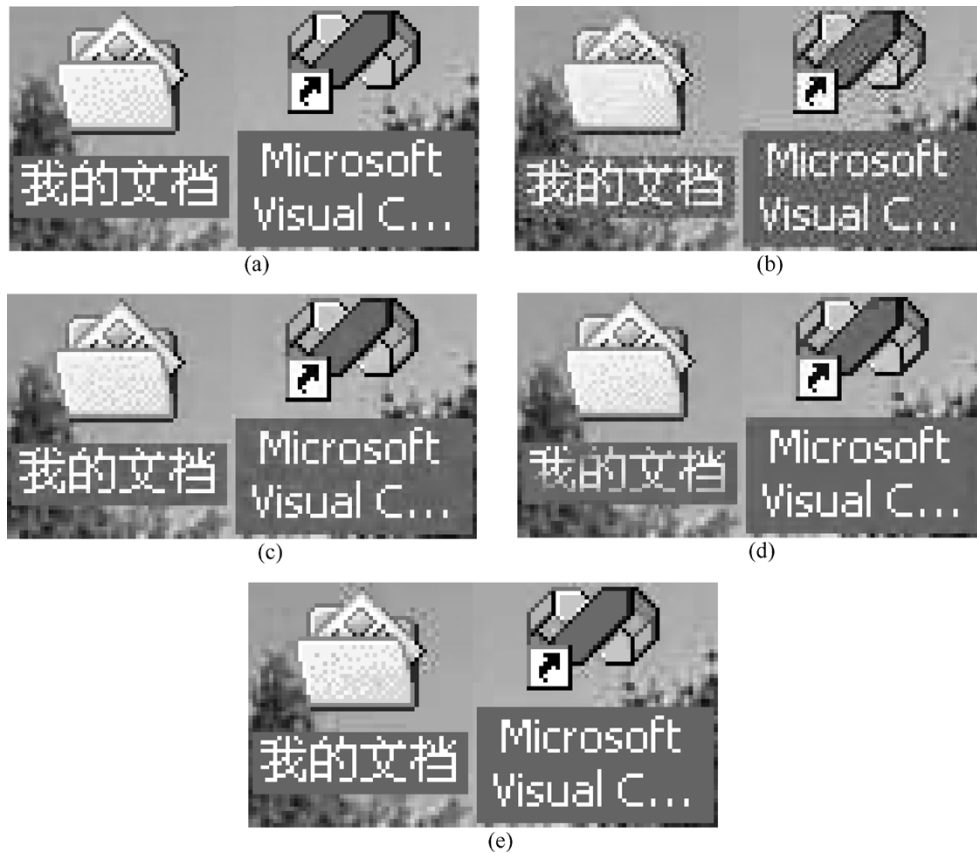 我的文档
Microsoft
Visual C...
(a)
我的文档
Microsoft
Visual C...
(b)
我的文档
Microsoft
Visual C...
(c)
我的文档
Microsoft
Visual C...
(d)
我的文档
Microsoft
Visual C...
(e)